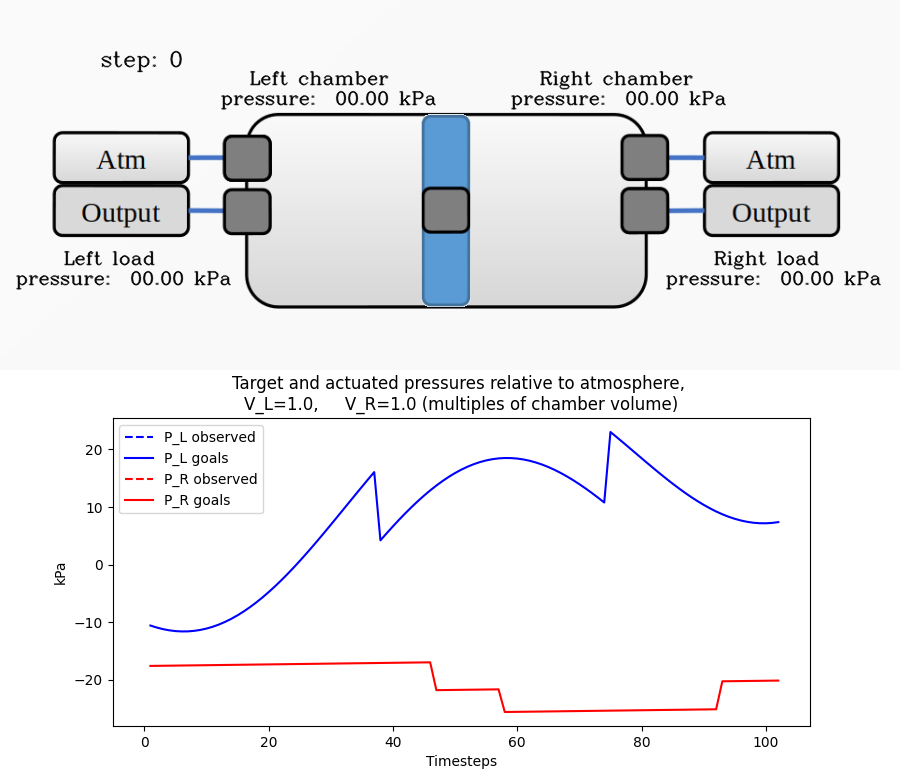 step: 0
Left chamber
pressure: 00.00 kPa
Right chamber
pressure: 00.00 kPa
Atm
Output
Atm
Output
Left load
pressure: 00.00 kPa
Right load
pressure: 00.00 kPa
Target and actuated pressures relative to atmosphere,
V_L=1.0, V_R=1.0 (multiples of chamber volume)
P_L observed
P_L goals
P_R observed
P_R goals
kPa
20
10
0
−10
−20
0 20 40 60 80 100
Timesteps